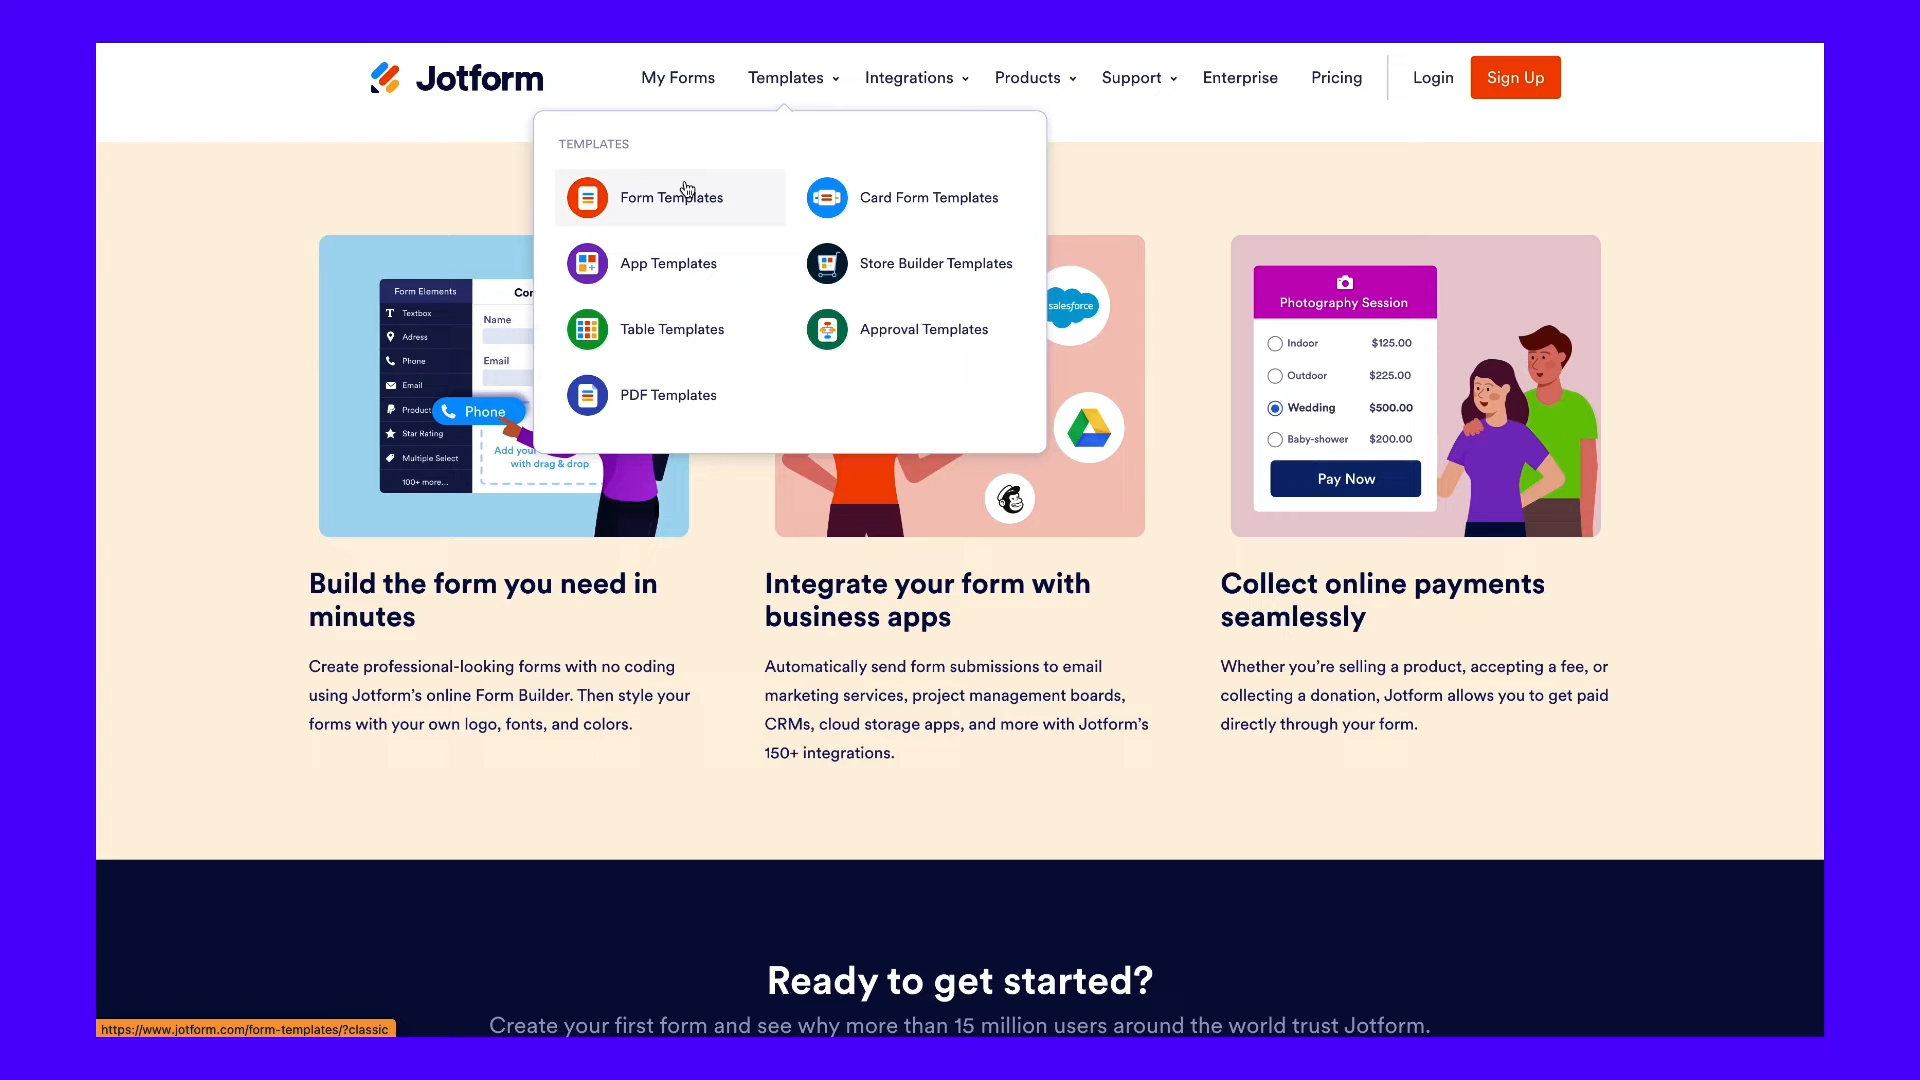 Jotform
My Forms
Templates
Integrations
Products
Support
Enterprise
Pricing
Login
Sign Up
TEMPLATES
Form Templates
Card Form Templates
App Templates
Store Builder Templates
Table Templates
Approval Templates
PDF Templates
Form Elements
Textbox
Adress
Phone
Email
Product
Star Rating
Multiple Select
100+ more...
Con
Name
Email
Phone
Add your
with drag & drop
salesforce
Photography Session
Indoor $125.00
Outdoor $225.00
Wedding $500.00
Baby-shower $200.00
Pay Now
Build the form you need in
minutes
Create professional-looking forms with no coding
using Jotform’s online Form Builder. Then style your
forms with your own logo, fonts, and colors.
Integrate your form with
business apps
Automatically send form submissions to email
marketing services, project management boards,
CRMs, cloud storage apps, and more with Jotform’s
150+ integrations.
Collect online payments
seamlessly
Whether you’re selling a product, accepting a fee, or
collecting a donation, Jotform allows you to get paid
directly through your form.
Ready to get started?
Create your first form and see why more than 15 million users around the world trust Jotform.
https://www.jotform.com/form-templates/?classic